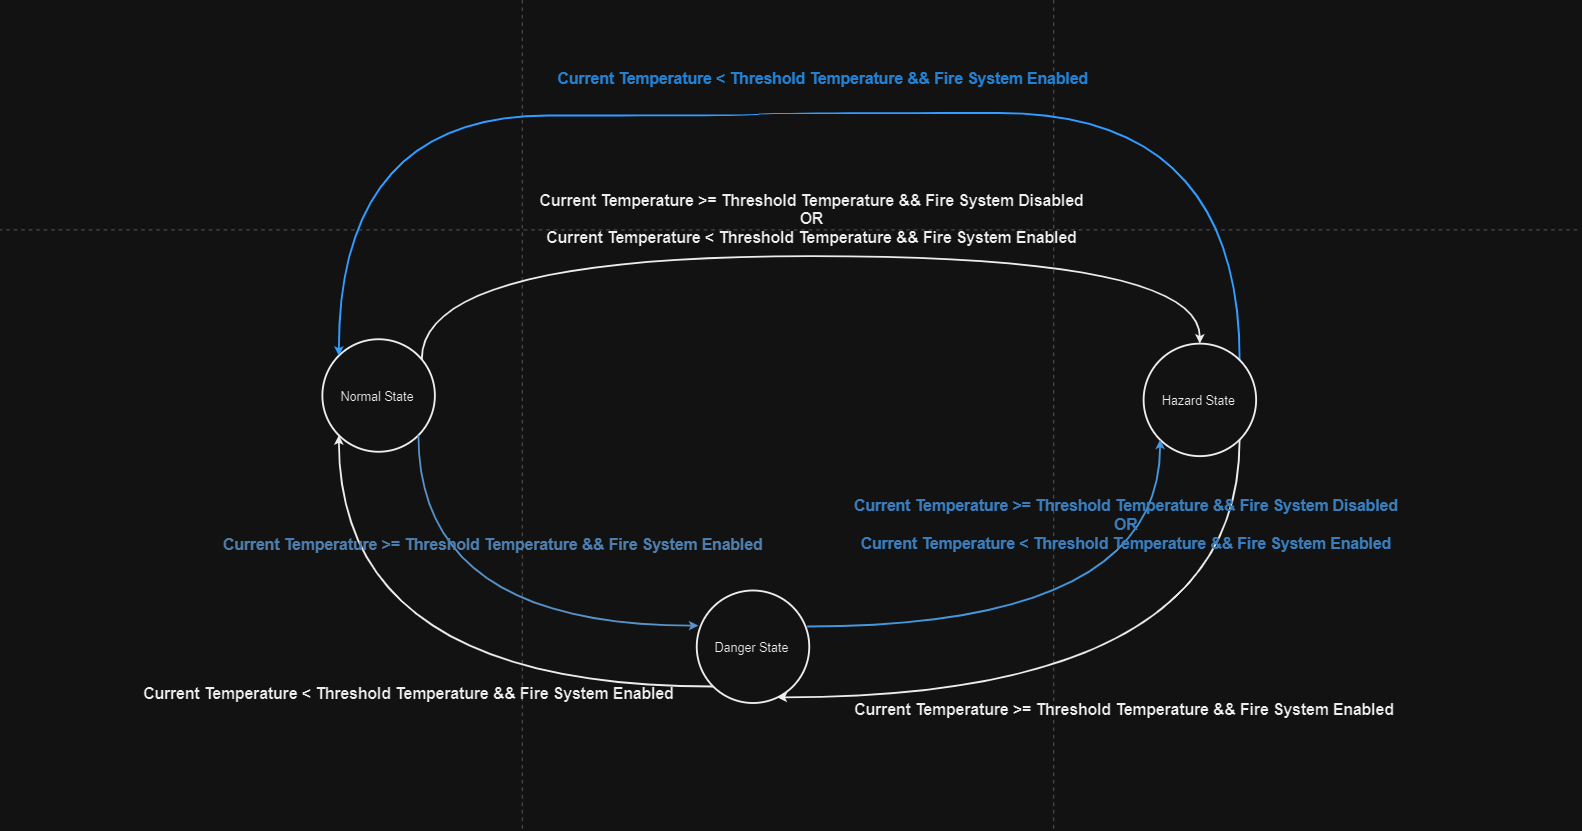 Current Temperature < Threshold Temperature && Fire System Enabled
Current Temperature >= Threshold Temperature && Fire System Disabled
OR
Current Temperature < Threshold Temperature && Fire System Enabled
Normal State
Hazard State
Current Temperature >= Threshold Temperature && Fire System Disabled
OR
Current Temperature < Threshold Temperature && Fire System Enabled
Current Temperature >= Threshold Temperature && Fire System Enabled
Danger State
Current Temperature < Threshold Temperature && Fire System Enabled
Current Temperature >= Threshold Temperature && Fire System Enabled